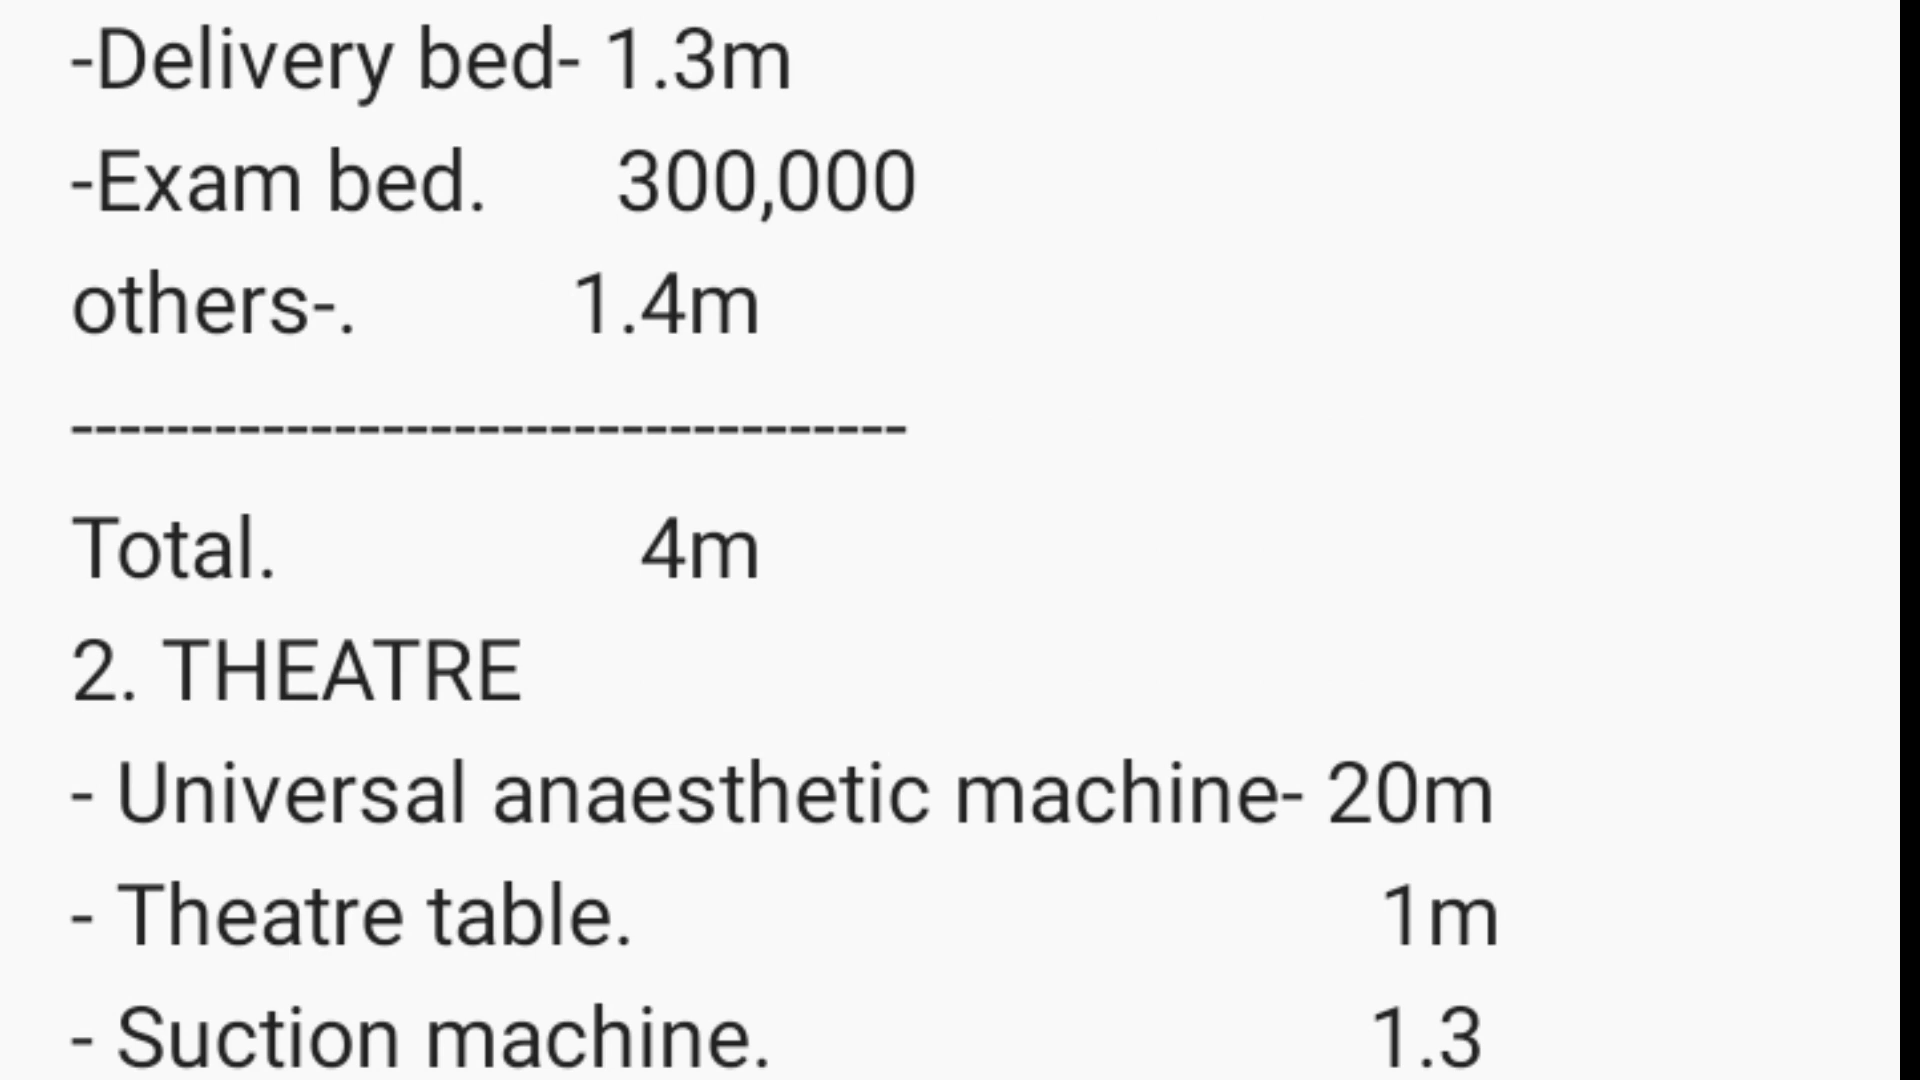 -Delivery bed- 1.3m
-Exam bed.      300,000
others-.          1.4m
-----------------------------------
Total.                 4m
2. THEATRE
- Universal anaesthetic machine- 20m
- Theatre table.                                   1m
- Suction machine.                            1.3